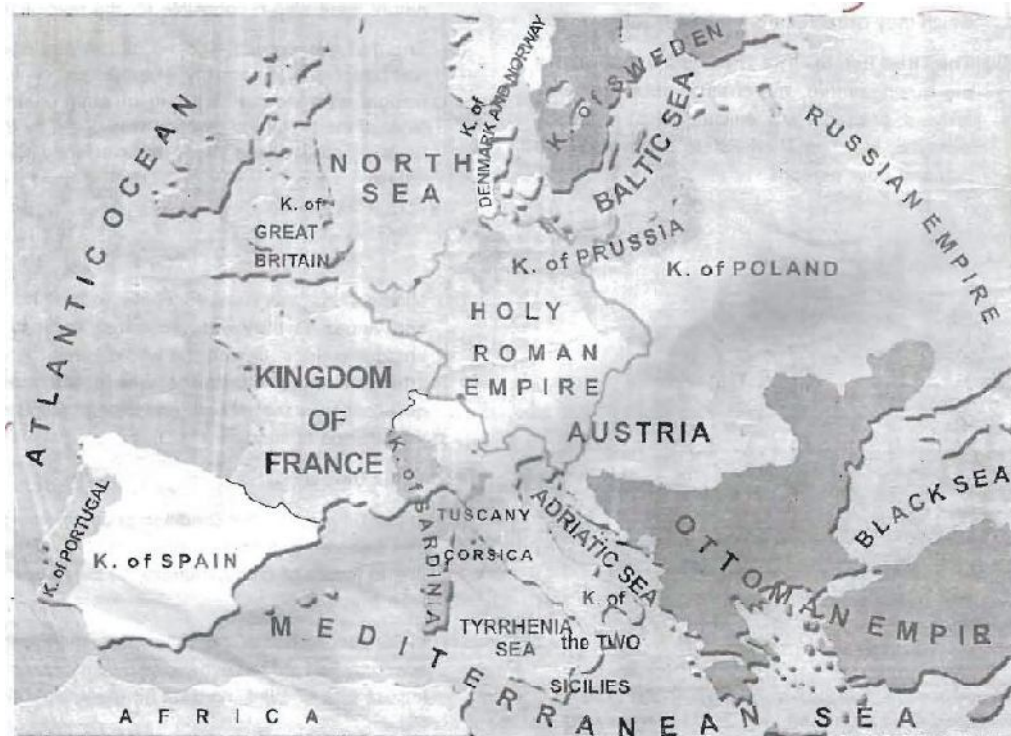 ATLANTIC OCEAN
NORTH
SEA
K. of
DENMARK AND NORWAY
K. of SWEDEN
BALTIC SEA
RUSSIAN EMPIRE
K. of
GREAT
BRITAIN
K. of PRUSSIA
K. of POLAND
HOLY
ROMAN
EMPIRE
KINGDOM
OF
FRANCE
AUSTRIA
K. of PORTUGAL
K. of SPAIN
K. of SARDINIA
TUSCANY
CORSICA
ADRIATIC SEA
OTTOMAN EMPIRE
BLACK SEA
K. of
the TWO
SICILIES
TYRRHENIA
SEA
MEDITERRANEAN SEA
AFRICA